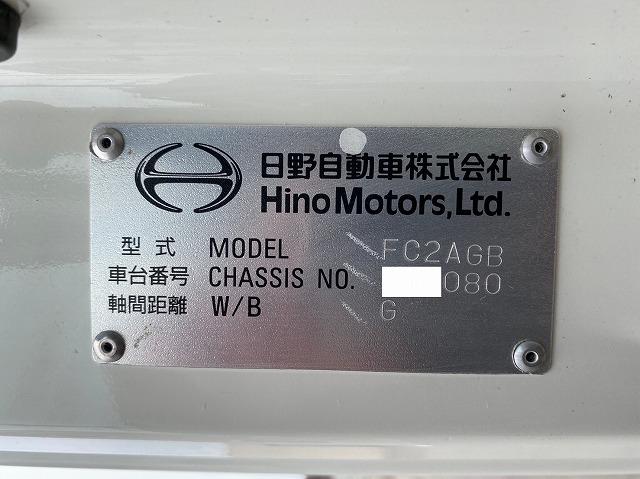 日野自動車株式会社
Hino Motors, Ltd.
型式 MODEL FC2AGB
車台番号 CHASSIS NO. 080
軸間距離 W/B G